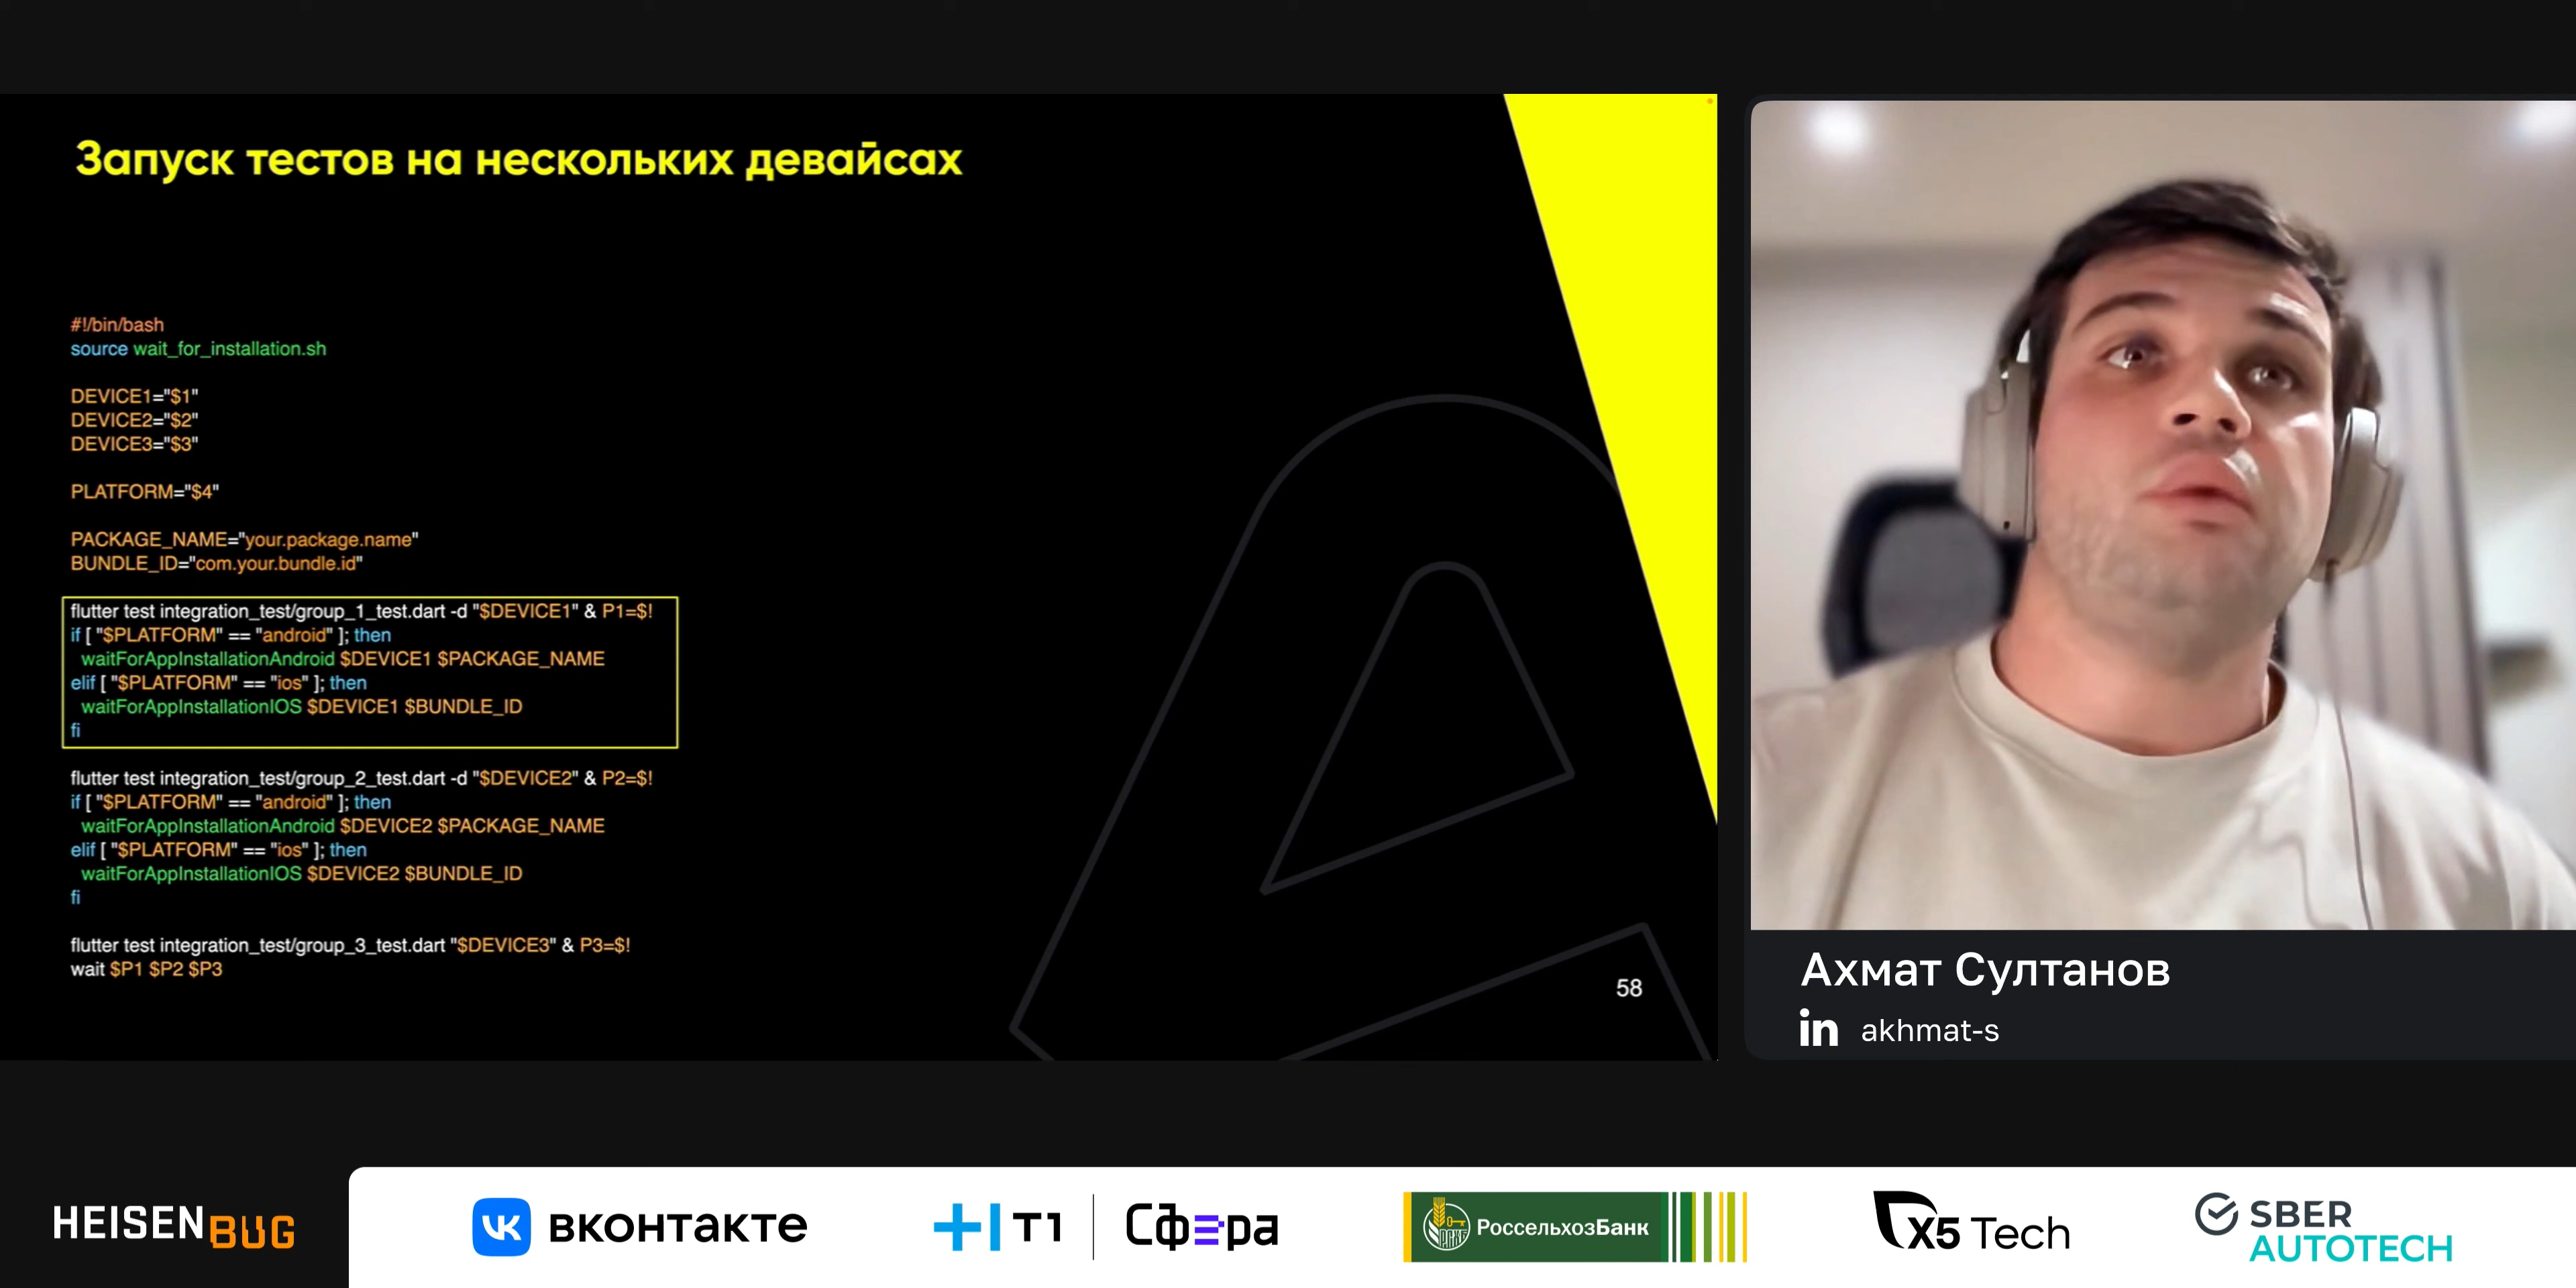 Запуск тестов на нескольких девайсах
#!/bin/bash
source wait_for_installation.sh
DEVICE1="$1"
DEVICE2="$2"
DEVICE3="$3"
PLATFORM="$4"
PACKAGE_NAME="your.package.name"
BUNDLE_ID="com.your.bundle.id"
flutter test integration_test/group_1_test.dart -d "$DEVICE1" & P1=$!
if [ "$PLATFORM" == "android" ]; then
waitForAppInstallationAndroid $DEVICE1 $PACKAGE_NAME
elif [ "$PLATFORM" == "ios" ]; then
waitForAppInstallationIOS $DEVICE1 $BUNDLE_ID
fi
flutter test integration_test/group_2_test.dart -d "$DEVICE2" & P2=$!
if [ "$PLATFORM" == "android" ]; then
waitForAppInstallationAndroid $DEVICE2 $PACKAGE_NAME
elif [ "$PLATFORM" == "ios" ]; then
waitForAppInstallationIOS $DEVICE2 $BUNDLE_ID
fi
flutter test integration_test/group_3_test.dart "$DEVICE3" & P3=$!
wait $P1 $P2 $P3
58
Ахмат Султанов
in akhmat-s
HEISENBUG
ВКОНТАКТЕ
Т1
Сфера
РоссельхозБанк
X5 Tech
SBER
AUTOTECH